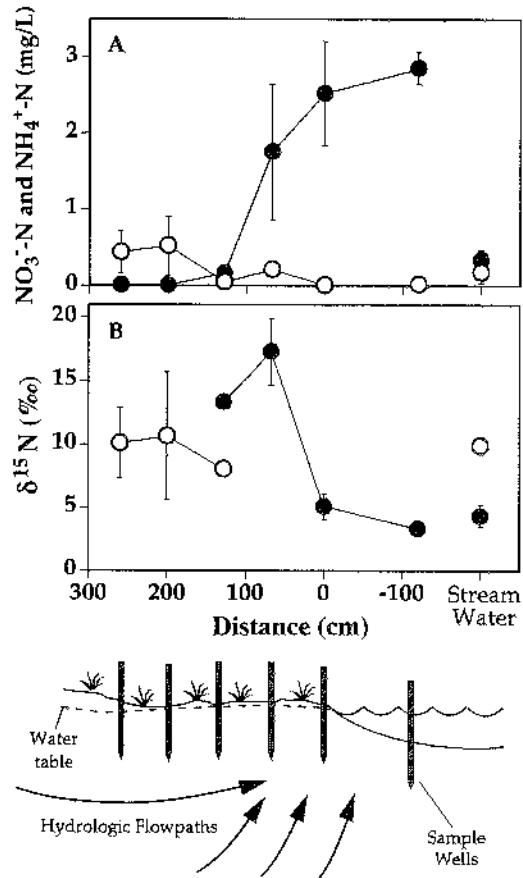 A
NO₃⁻-N and NH₄⁺-N (mg/L)
3
2
1
0
B
δ¹⁵N (‰)
20
15
10
5
0
300 200 100 0 -100 Stream
Water
Distance (cm)
Water
table
Hydrologic Flowpaths
Sample
Wells